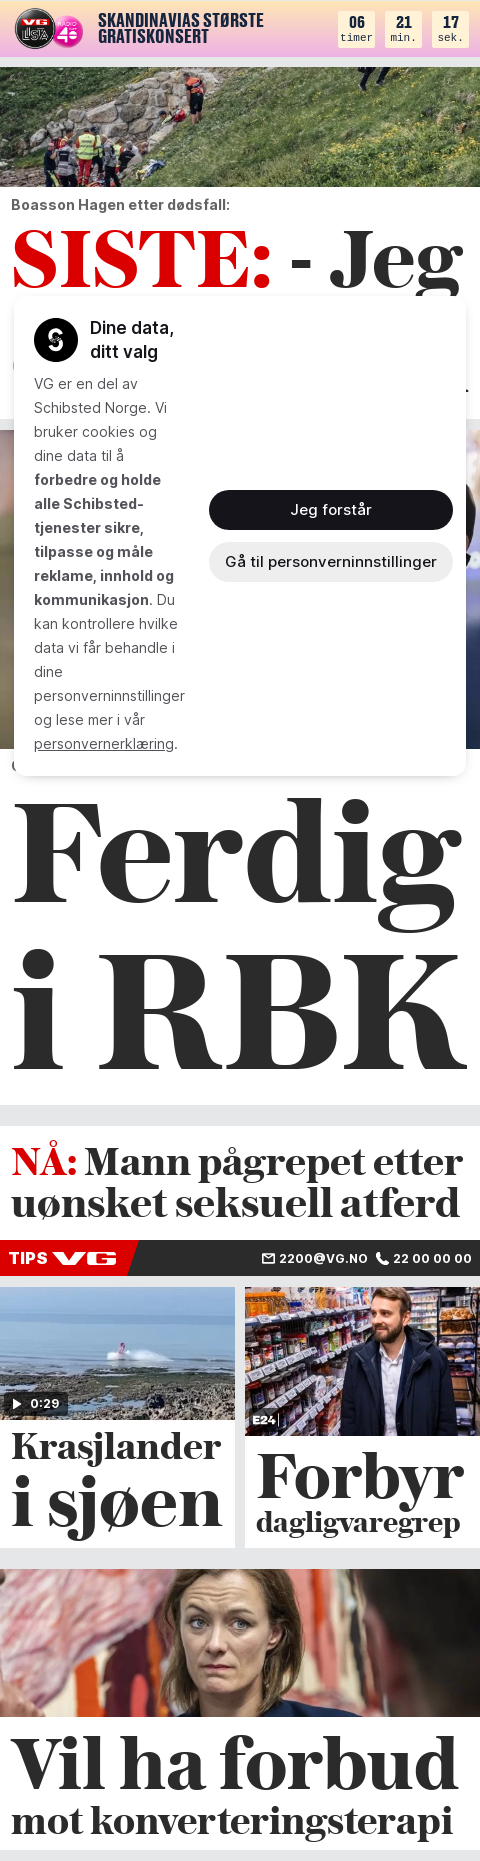 VG
LISTA
RADIO
SKANDINAVIAS STØRSTE
GRATISKONSERT
06
timer
21
min.
17
sek.
Boasson Hagen etter dødsfall:
SISTE: - Jeg
Dine data,
ditt valg
VG er en del av
Schibsted Norge. Vi
bruker cookies og
dine data til å
forbedre og holde
alle Schibsted-
tjenester sikre,
tilpasse og måle
reklame, innhold og
kommunikasjon. Du
kan kontrollere hvilke
data vi får behandle i
dine
personverninnstillinger
og lese mer i vår
personvernerklæring.
Jeg forstår
Gå til personverninnstillinger
Ferdig
i RBK
NÅ: Mann pågrepet etter
uønsket seksuell atferd
TIPS VG
2200@VG.NO
22 00 00 00
0:29
Krasjlander
i sjøen
E24
Forbyr
dagligvaregrep
Vil ha forbud
mot konverteringsterapi